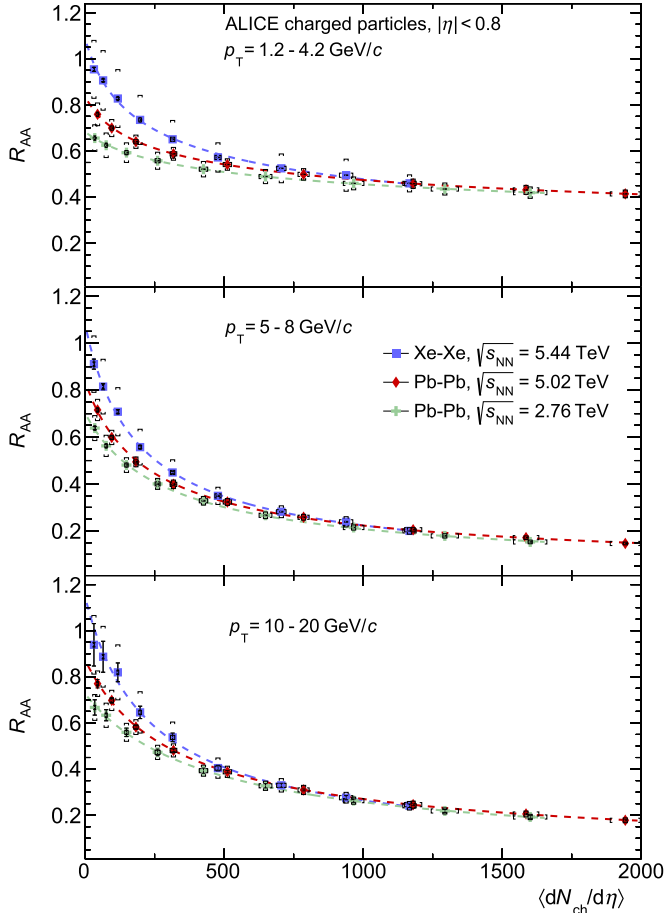 ALICE charged particles, |η| < 0.8
p_T = 1.2 - 4.2 GeV/c
1.2
1
0.8
0.6
0.4
0.2
R_AA
p_T = 5 - 8 GeV/c
Xe-Xe, √s_NN = 5.44 TeV
Pb-Pb, √s_NN = 5.02 TeV
Pb-Pb, √s_NN = 2.76 TeV
1.2
1
0.8
0.6
0.4
0.2
R_AA
p_T = 10 - 20 GeV/c
1.2
1
0.8
0.6
0.4
0.2
R_AA
0 500 1000 1500 2000
⟨dN_ch/dη⟩